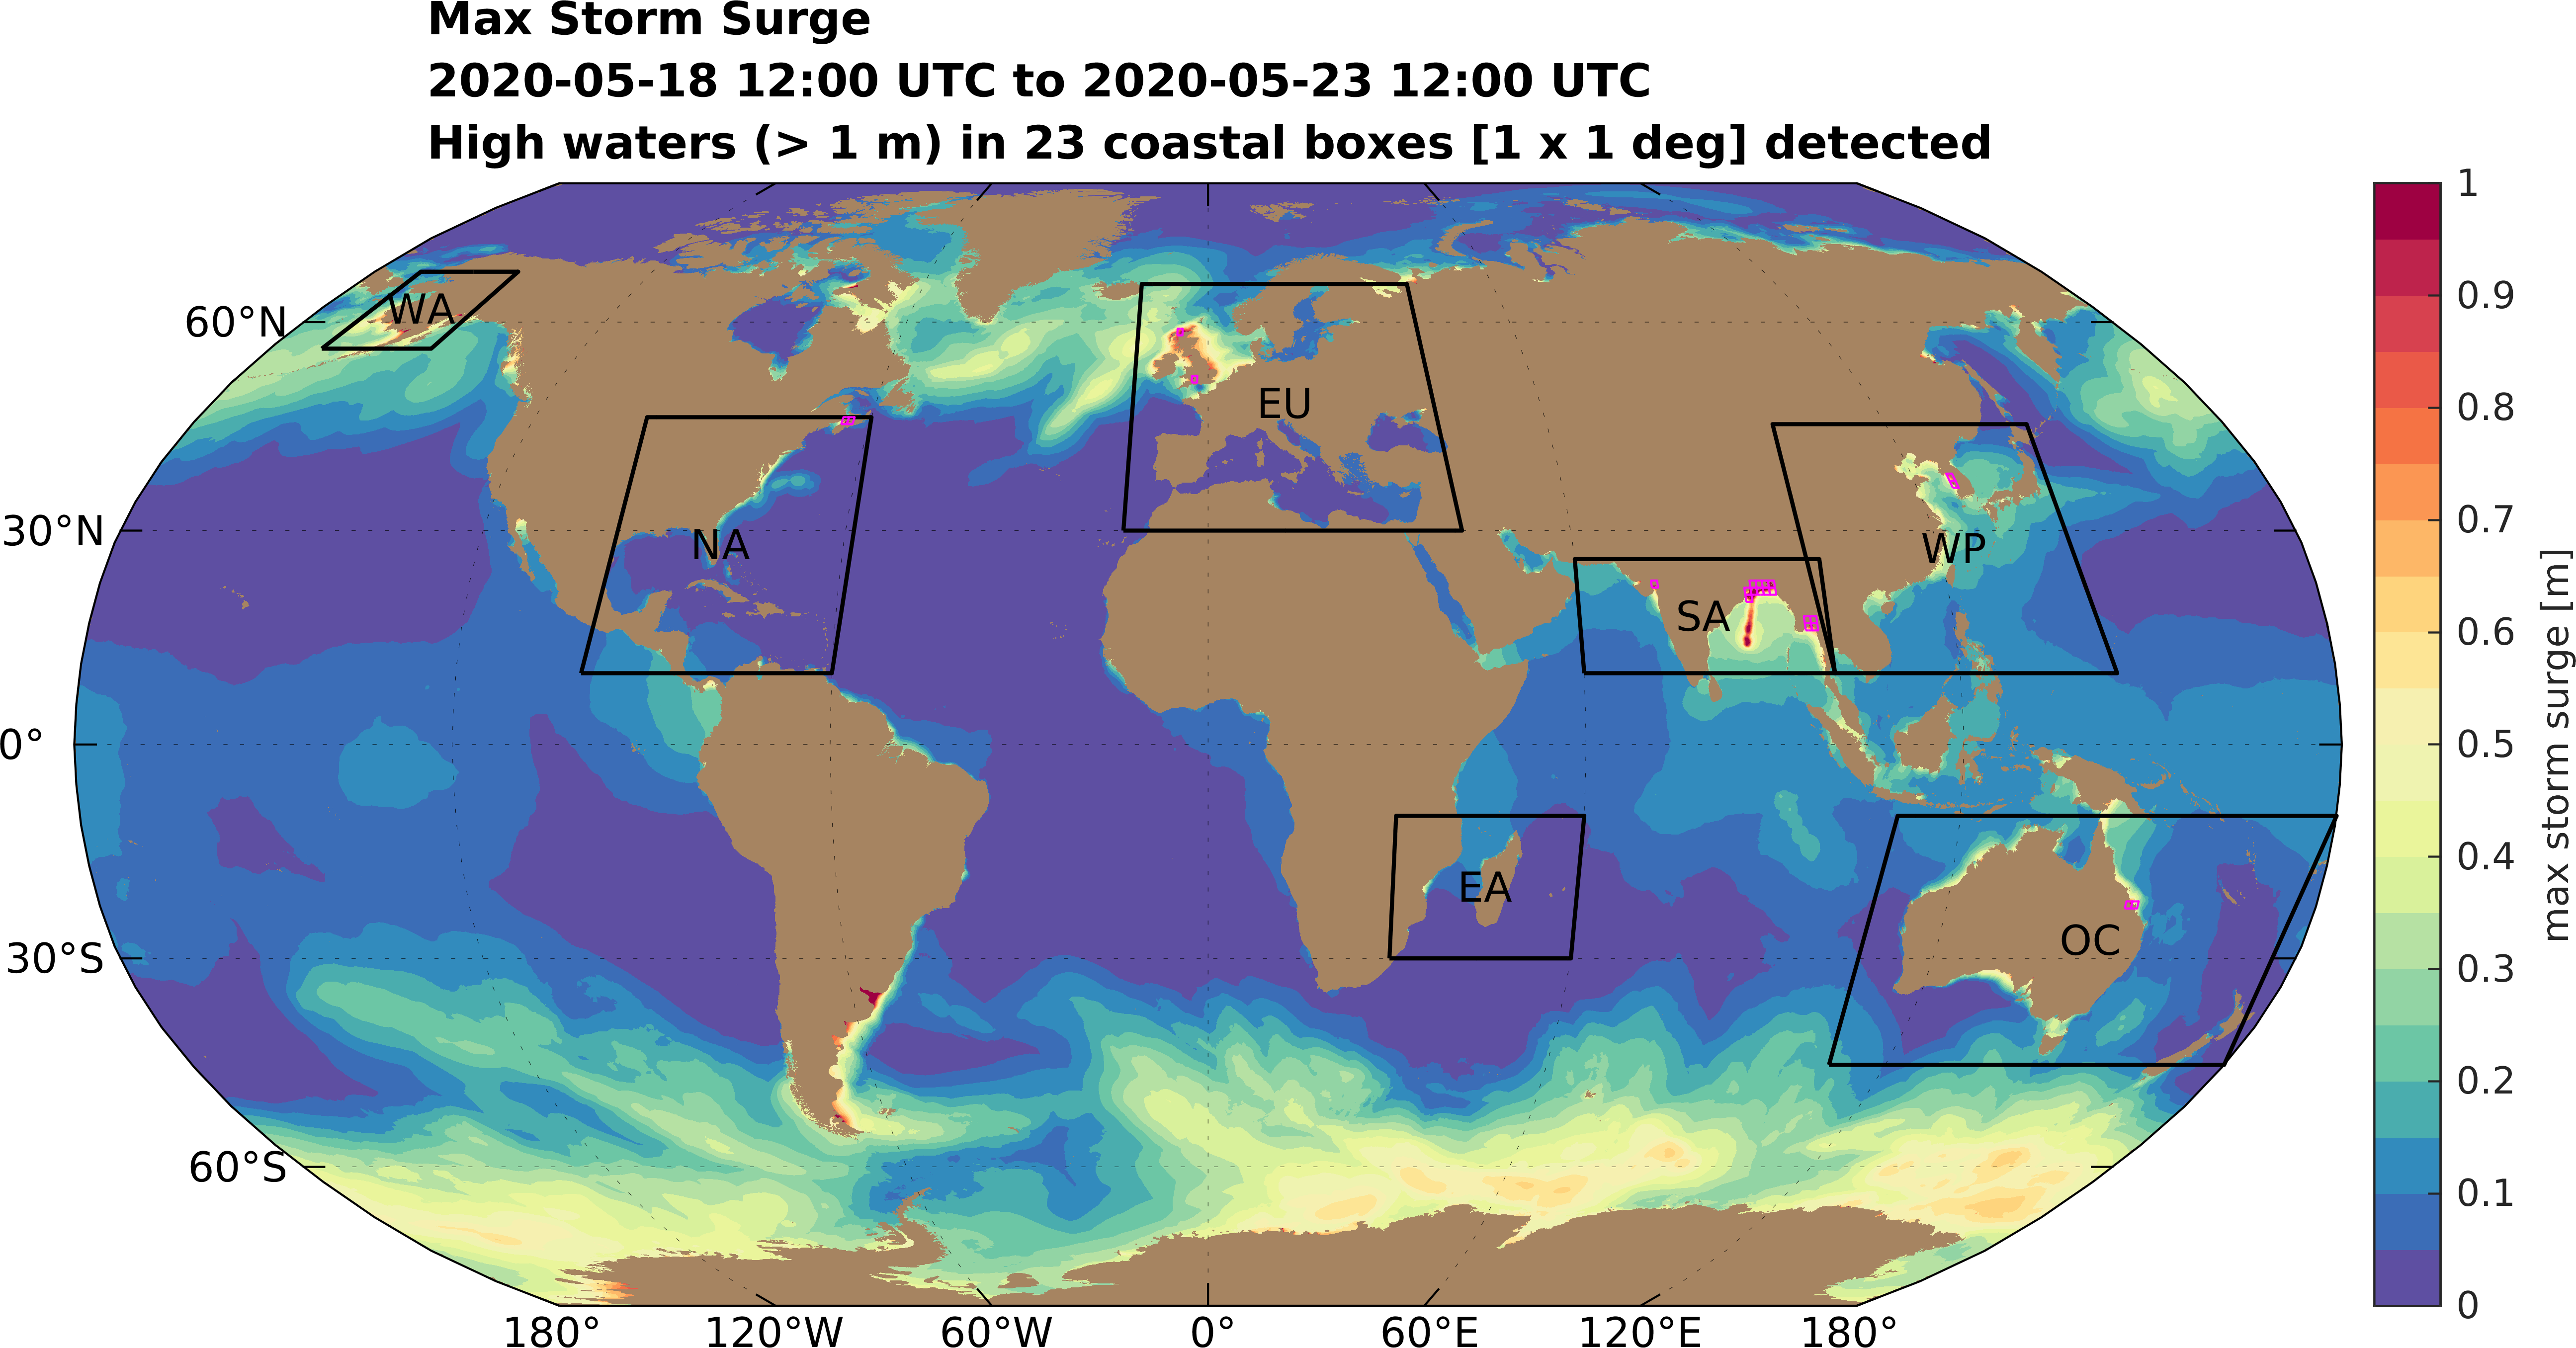 Max Storm Surge
2020-05-18 12:00 UTC to 2020-05-23 12:00 UTC
High waters (> 1 m) in 23 coastal boxes [1 x 1 deg] detected
60°N
30°N
0°
30°S
60°S
180°
120°W
60°W
0°
60°E
120°E
180°
WA
NA
EU
SA
WP
EA
OC
1
0.9
0.8
0.7
0.6
0.5
0.4
0.3
0.2
0.1
0
max storm surge [m]